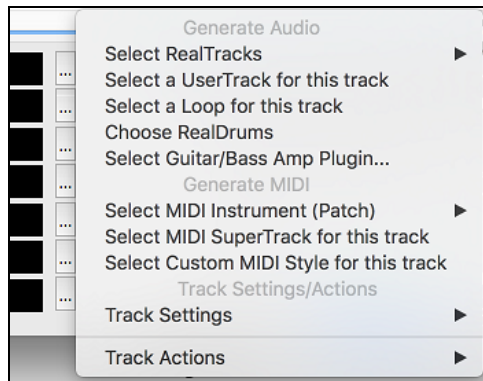 Generate Audio
Select RealTracks
Select a UserTrack for this track
Select a Loop for this track
Choose RealDrums
Select Guitar/Bass Amp Plugin...
Generate MIDI
Select MIDI Instrument (Patch)
Select MIDI SuperTrack for this track
Select Custom MIDI Style for this track
Track Settings/Actions
Track Settings
Track Actions
...
...
...
...
...
...
...